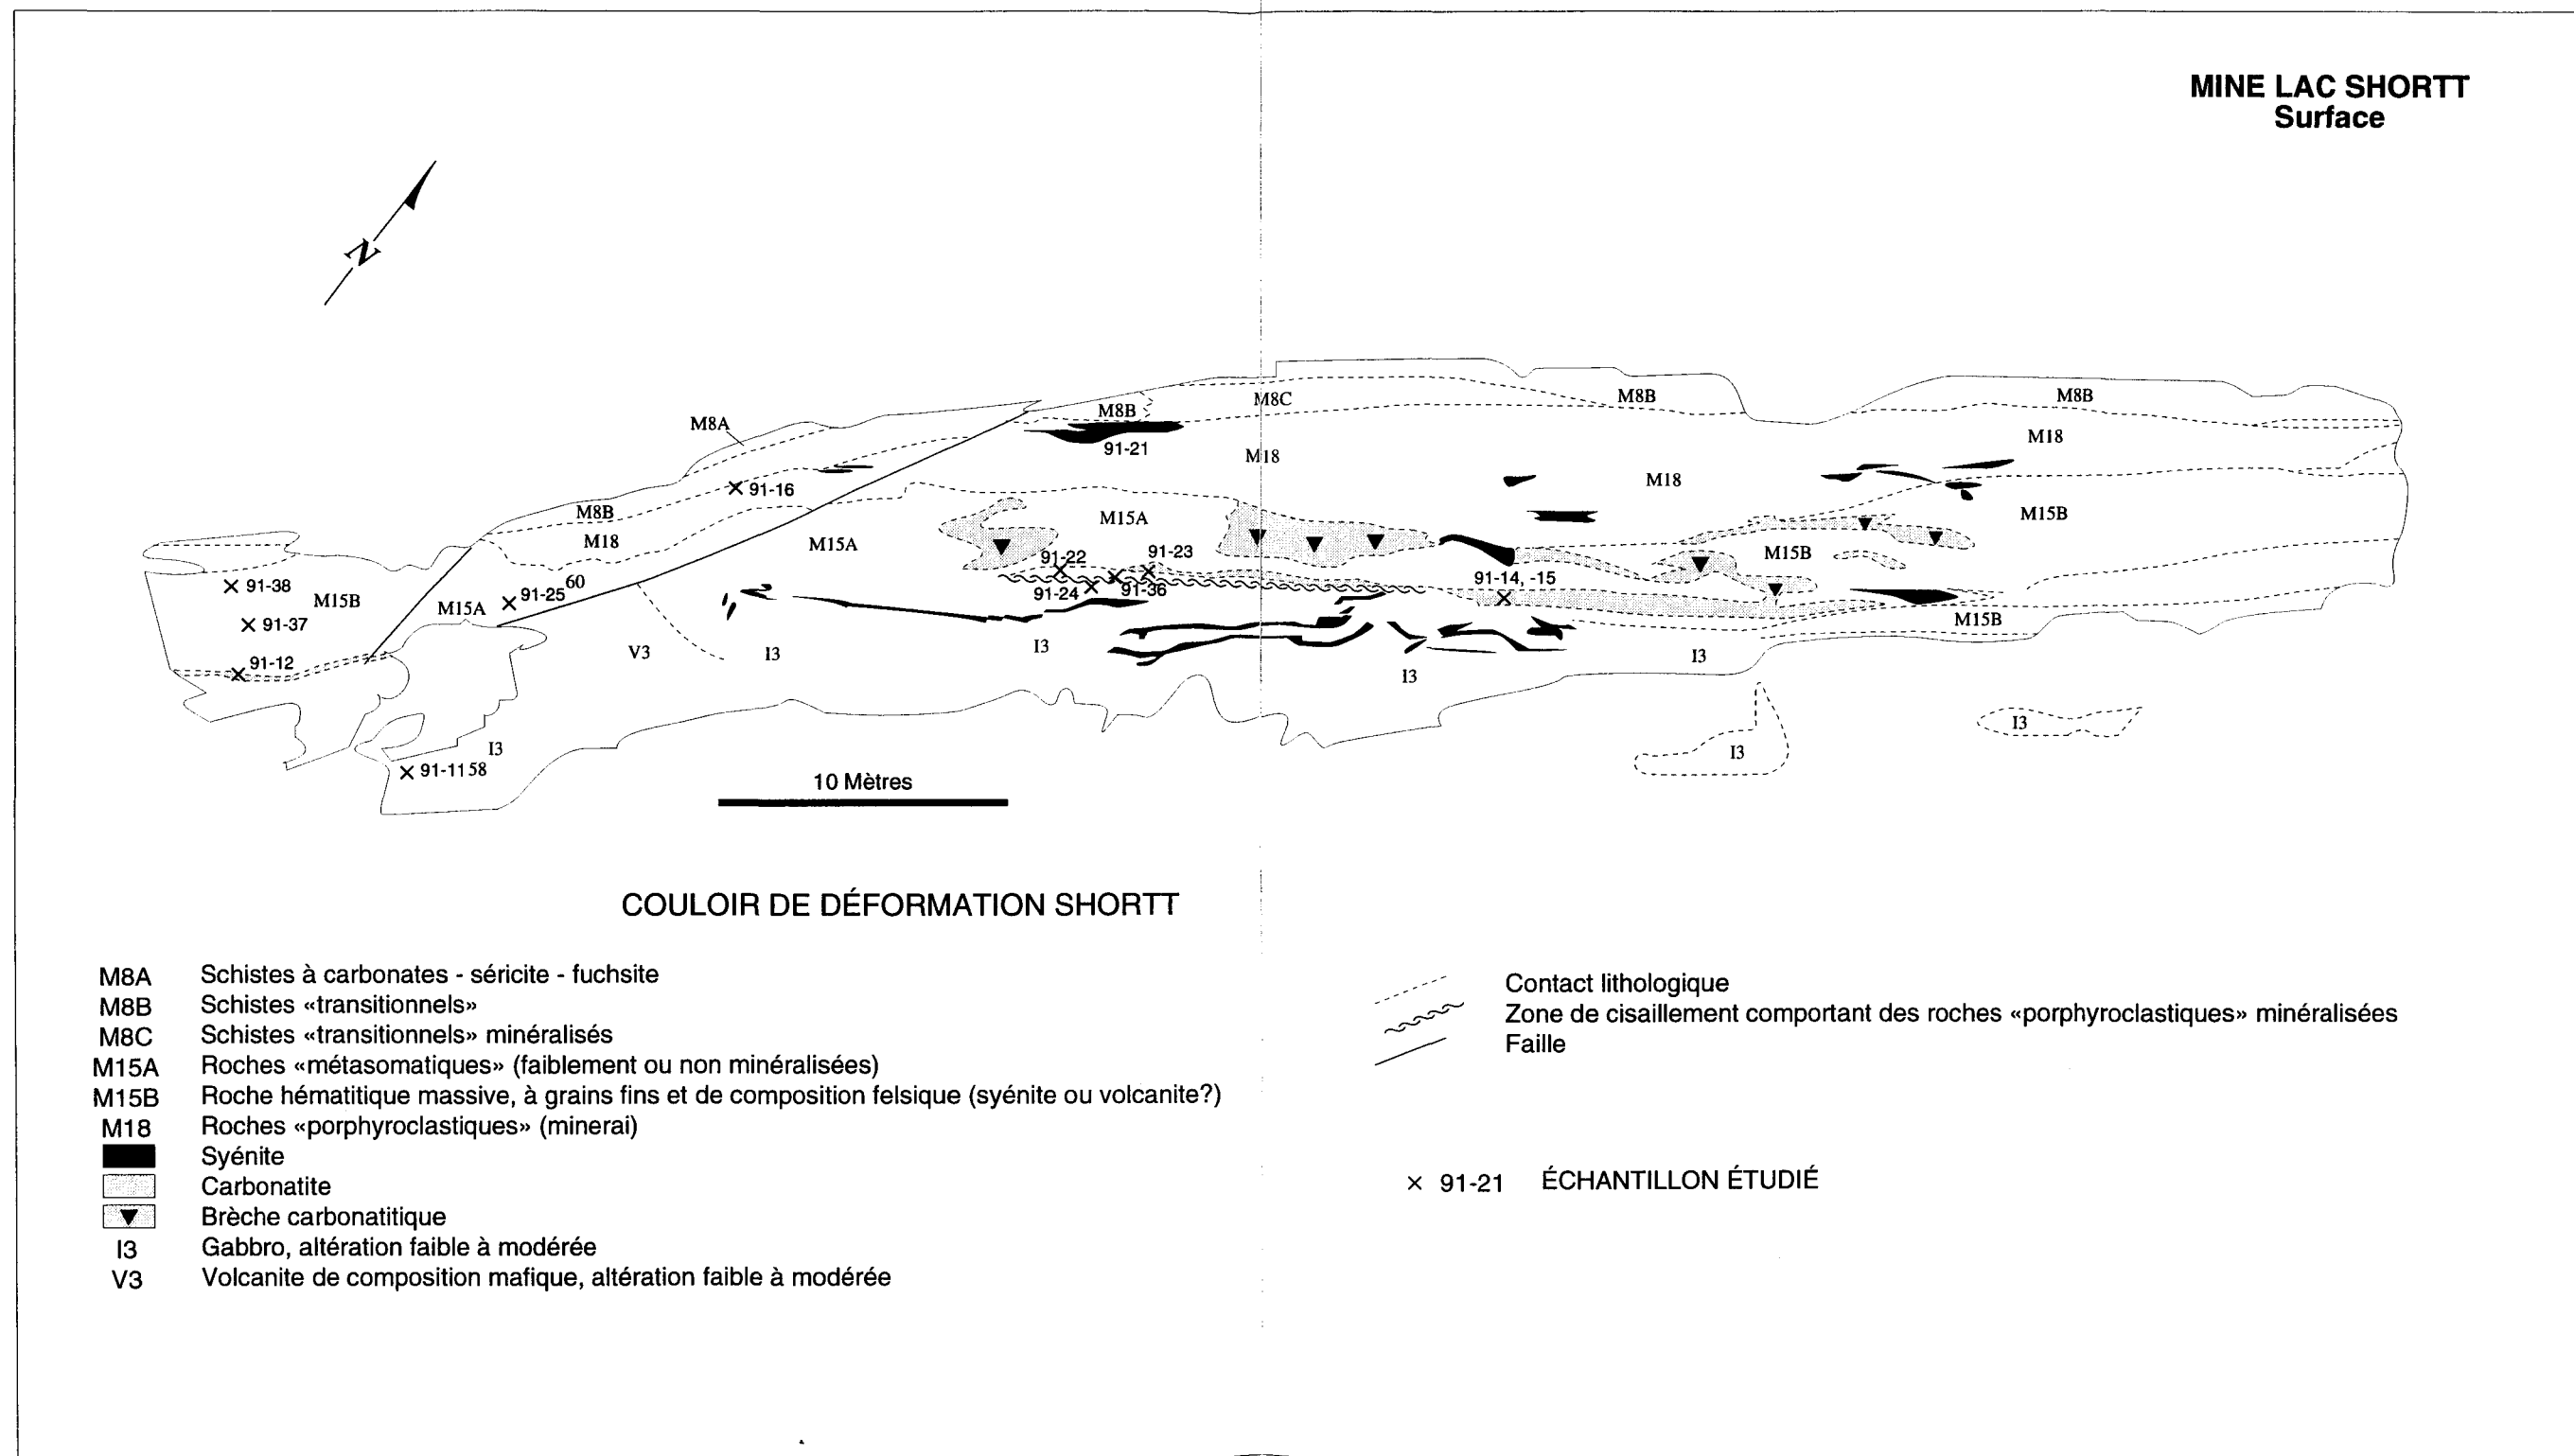 MINE LAC SHORTT
Surface
N
M8A
M8B
M8C
M8B
M8B
91-21
M18
M18
M18
91-16
M8B
M18
M15A
M15A
M15B
M15B
91-22
91-23
91-24
91-36
91-14, -15
91-38
M15B
M15A
91-25
60
91-37
91-12
V3
I3
I3
I3
I3
M15B
I3
I3
I3
91-1158
10 Mètres
COULOIR DE DÉFORMATION SHORTT
M8A Schistes à carbonates - séricite - fuchsite
M8B Schistes «transitionnels»
M8C Schistes «transitionnels» minéralisés
M15A Roches «métasomatiques» (faiblement ou non minéralisées)
M15B Roche hématitique massive, à grains fins et de composition felsique (syénite ou volcanite?)
M18 Roches «porphyroclastiques» (minerai)
Syénite
Carbonatite
Brèche carbonatitique
I3 Gabbro, altération faible à modérée
V3 Volcanite de composition mafique, altération faible à modérée
Contact lithologique
Zone de cisaillement comportant des roches «porphyroclastiques» minéralisées
Faille
× 91-21 ÉCHANTILLON ÉTUDIÉ